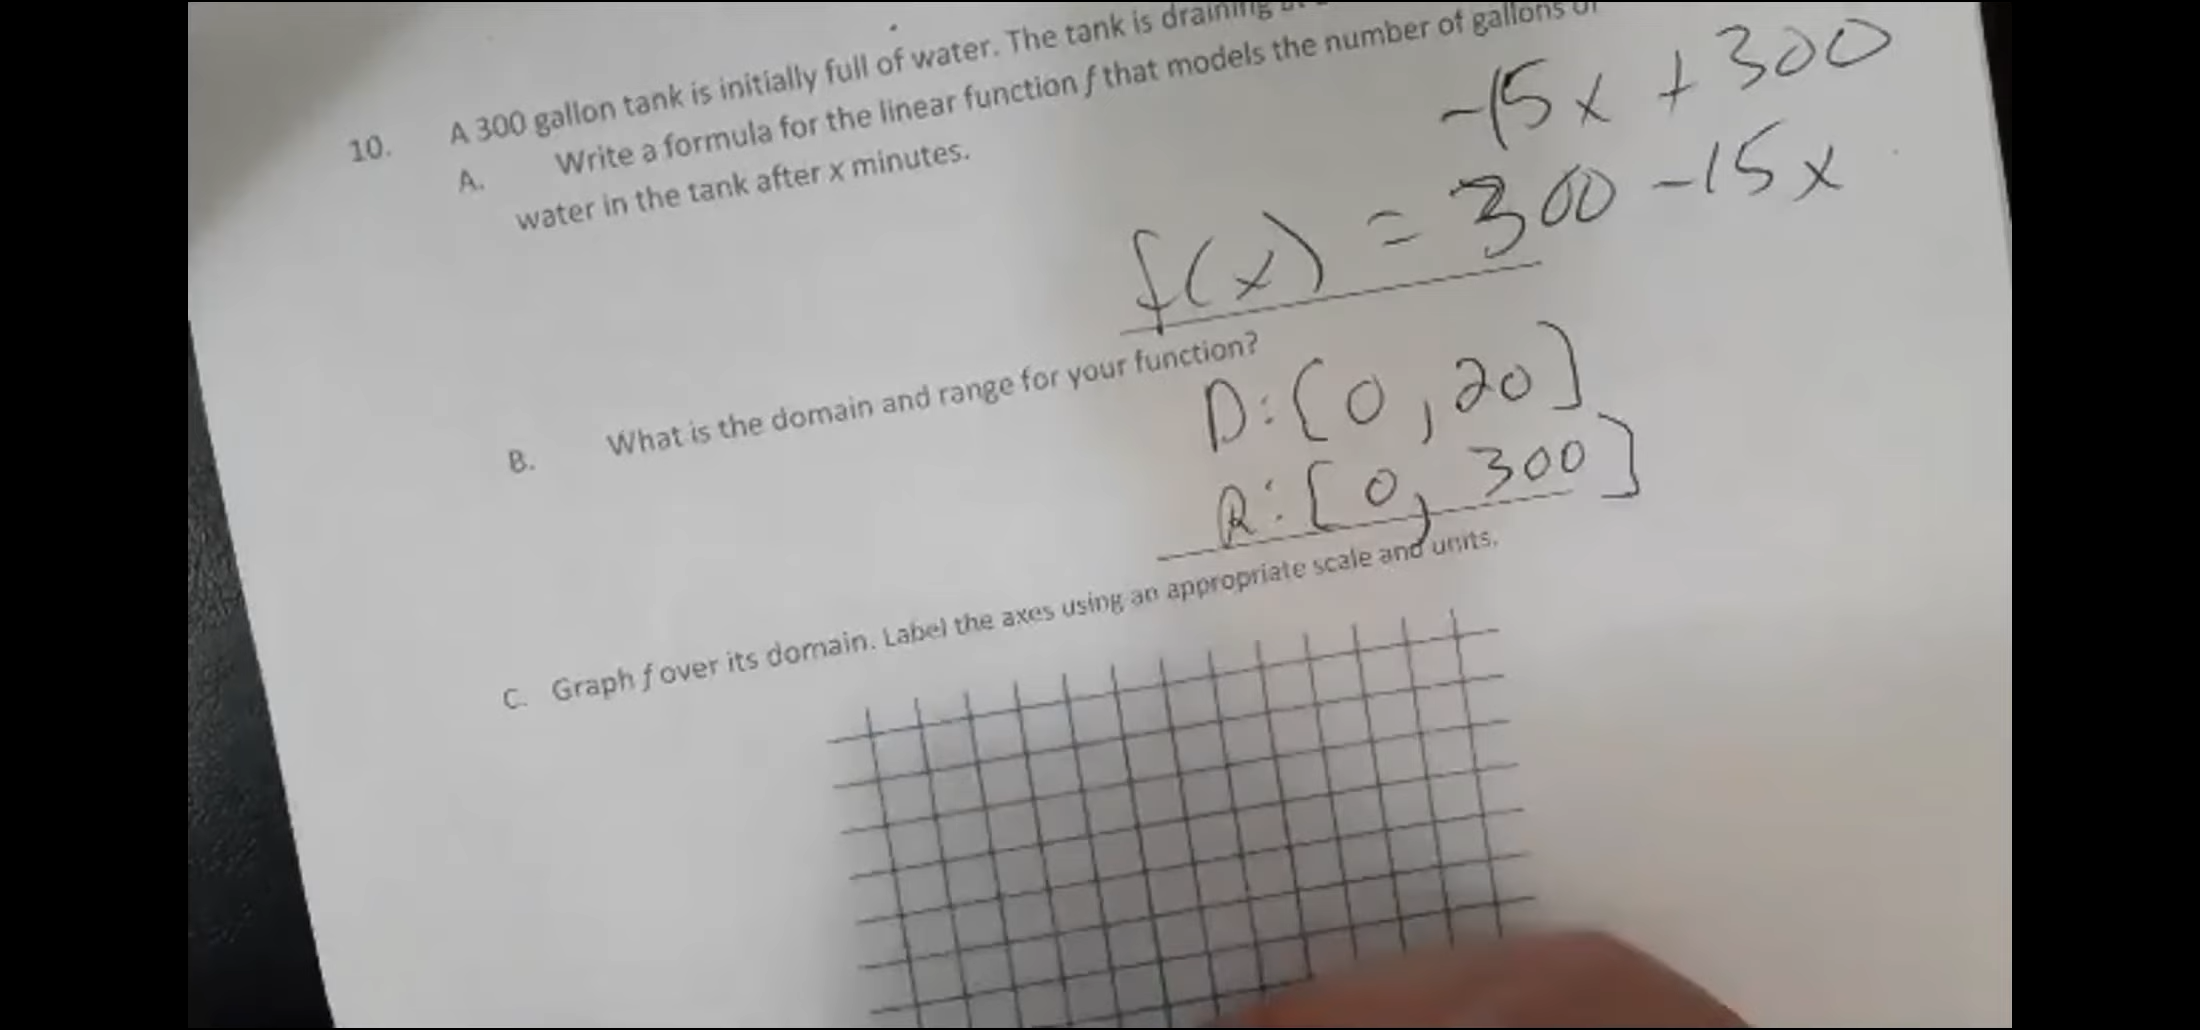 10. A 300 gallon tank is initially full of water. The tank is draining
A. Write a formula for the linear function f that models the number of gallons of
water in the tank after x minutes.
-15x + 300
f(x) = 300 -15x
B. What is the domain and range for your function?
D: [0, 20]
R: [0, 300]
C. Graph f over its domain. Label the axes using an appropriate scale and units.